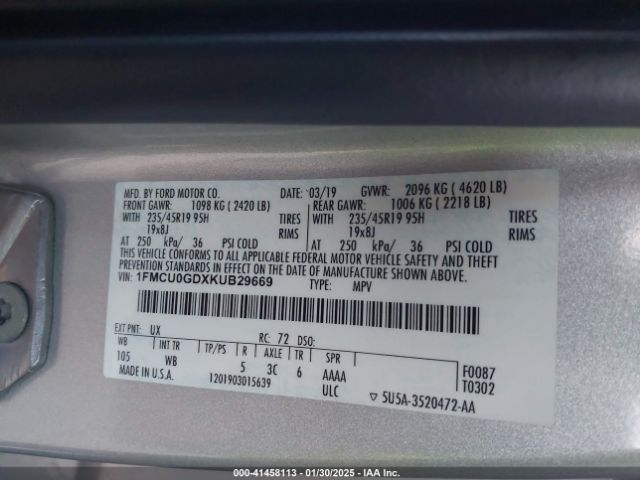 MFD. BY FORD MOTOR CO. DATE: 03/19 GVWR: 2096 KG ( 4620 LB)
FRONT GAWR: 1098 KG ( 2420 LB) REAR GAWR: 1006 KG ( 2218 LB)
WITH 235/45R19 95H TIRES WITH 235/45R19 95H TIRES
19x8J RIMS 19x8J RIMS
AT 250 kPa/ 36 PSI COLD AT 250 kPa/ 36 PSI COLD
THIS VEHICLE CONFORMS TO ALL APPLICABLE FEDERAL MOTOR VEHICLE SAFETY AND THEFT
PREVENTION STANDARDS IN EFFECT ON THE DATE OF MANUFACTURE SHOWN ABOVE.
VIN: 1FMCU0GDXKUB29669 TYPE: MPV
EXT PNT: UX RC: 72 DSO:
WB INT TR TP/PS R AXLE TR SPR
105 WB 5 3C 6 AAAA F0087
MADE IN U.S.A. 1201903015639 ULC T0302
▽ 5U5A-3520472-AA
000-41458113 — 01/30/2025 — IAA Inc.